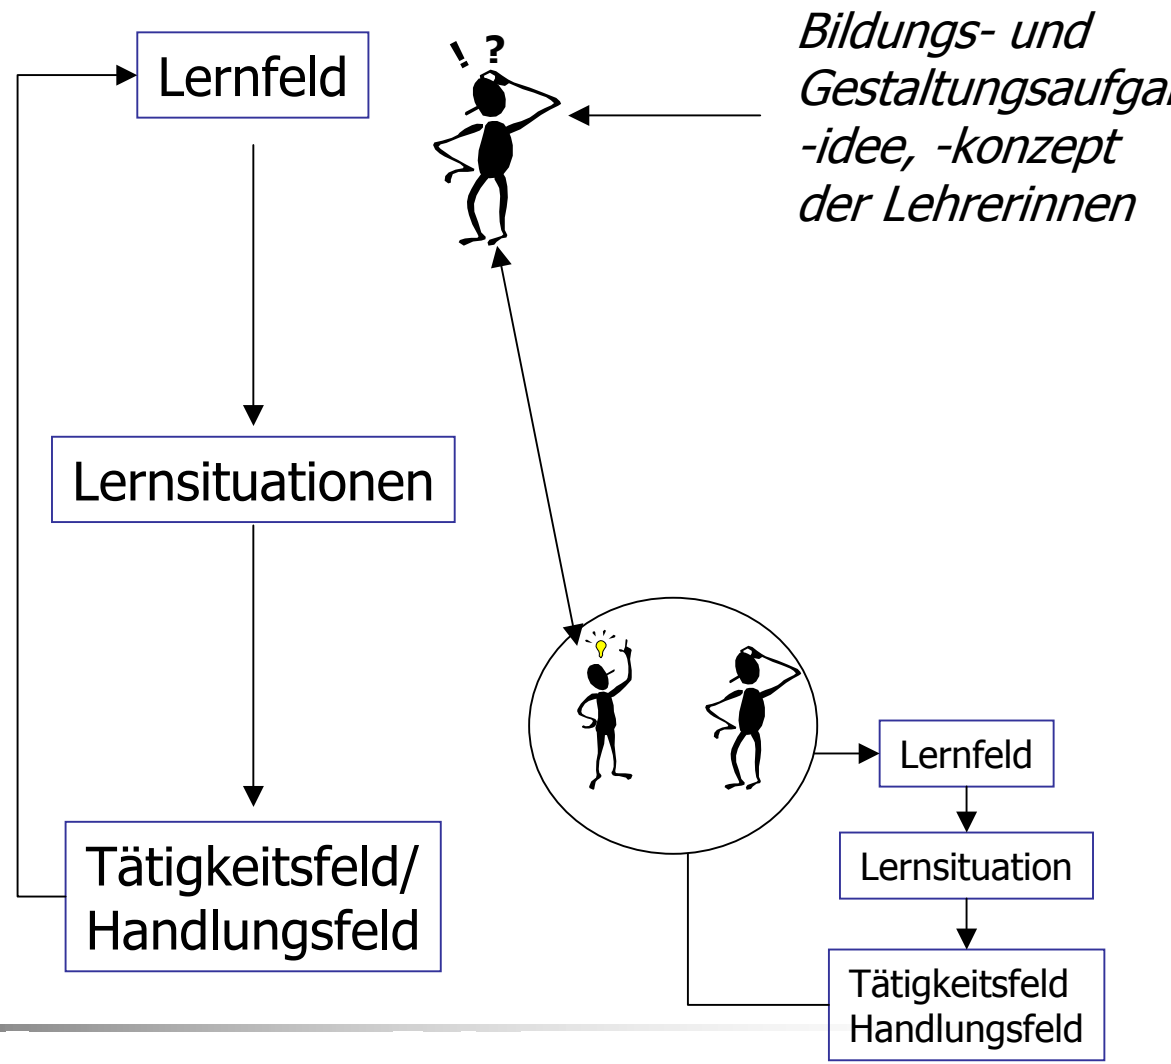 Lernfeld
! ?
Bildungs- und
-idee, -konzept
der Lehrerinnen
Lernsituationen
Tätigkeitsfeld/
Handlungsfeld
Lernfeld
Lernsituation
Tätigkeitsfeld
Handlungsfeld